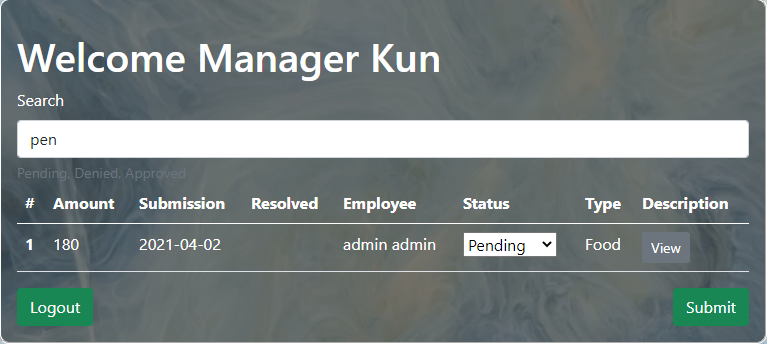 Welcome Manager Kun
Search
pen
Pending, Denied, Approved
# Amount Submission Resolved Employee Status Type Description
1 180 2021-04-02 admin admin Pending Food View
Logout Submit